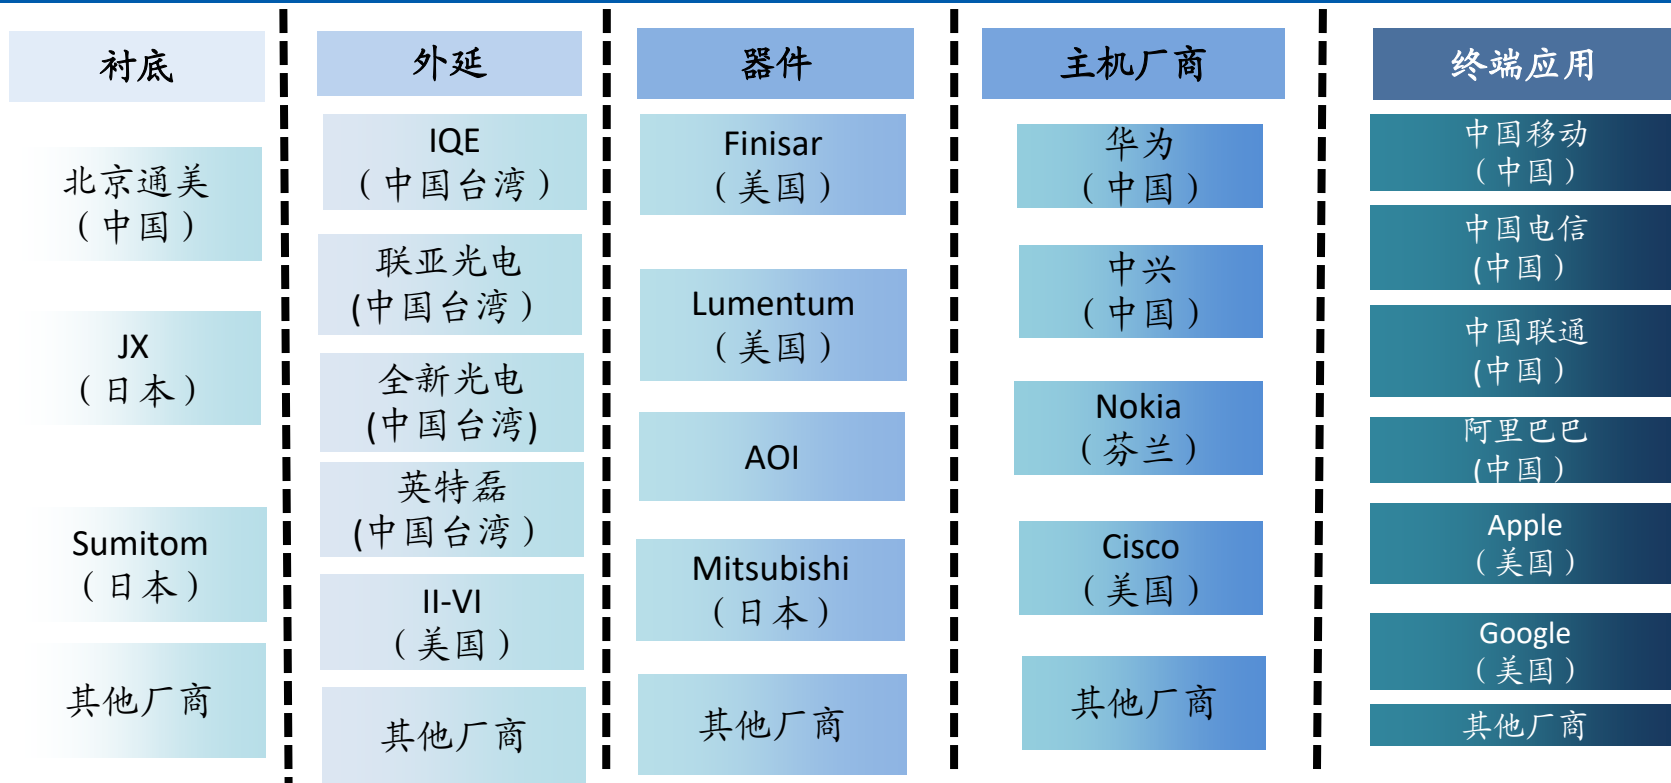 衬底
北京通美
（中国）
JX
（日本）
Sumitom
（日本）
其他厂商
外延
IQE
（中国台湾）
联亚光电
(中国台湾）
全新光电
(中国台湾)
英特磊
(中国台湾）
II-VI
（美国）
其他厂商
器件
Finisar
（美国）
Lumentum
（美国）
AOI
Mitsubishi
（日本）
其他厂商
主机厂商
华为
（中国）
中兴
（中国）
Nokia
（芬兰）
Cisco
（美国）
其他厂商
终端应用
中国移动
（中国）
中国电信
(中国）
中国联通
(中国）
阿里巴巴
(中国）
Apple
（美国）
Google
（美国）
其他厂商